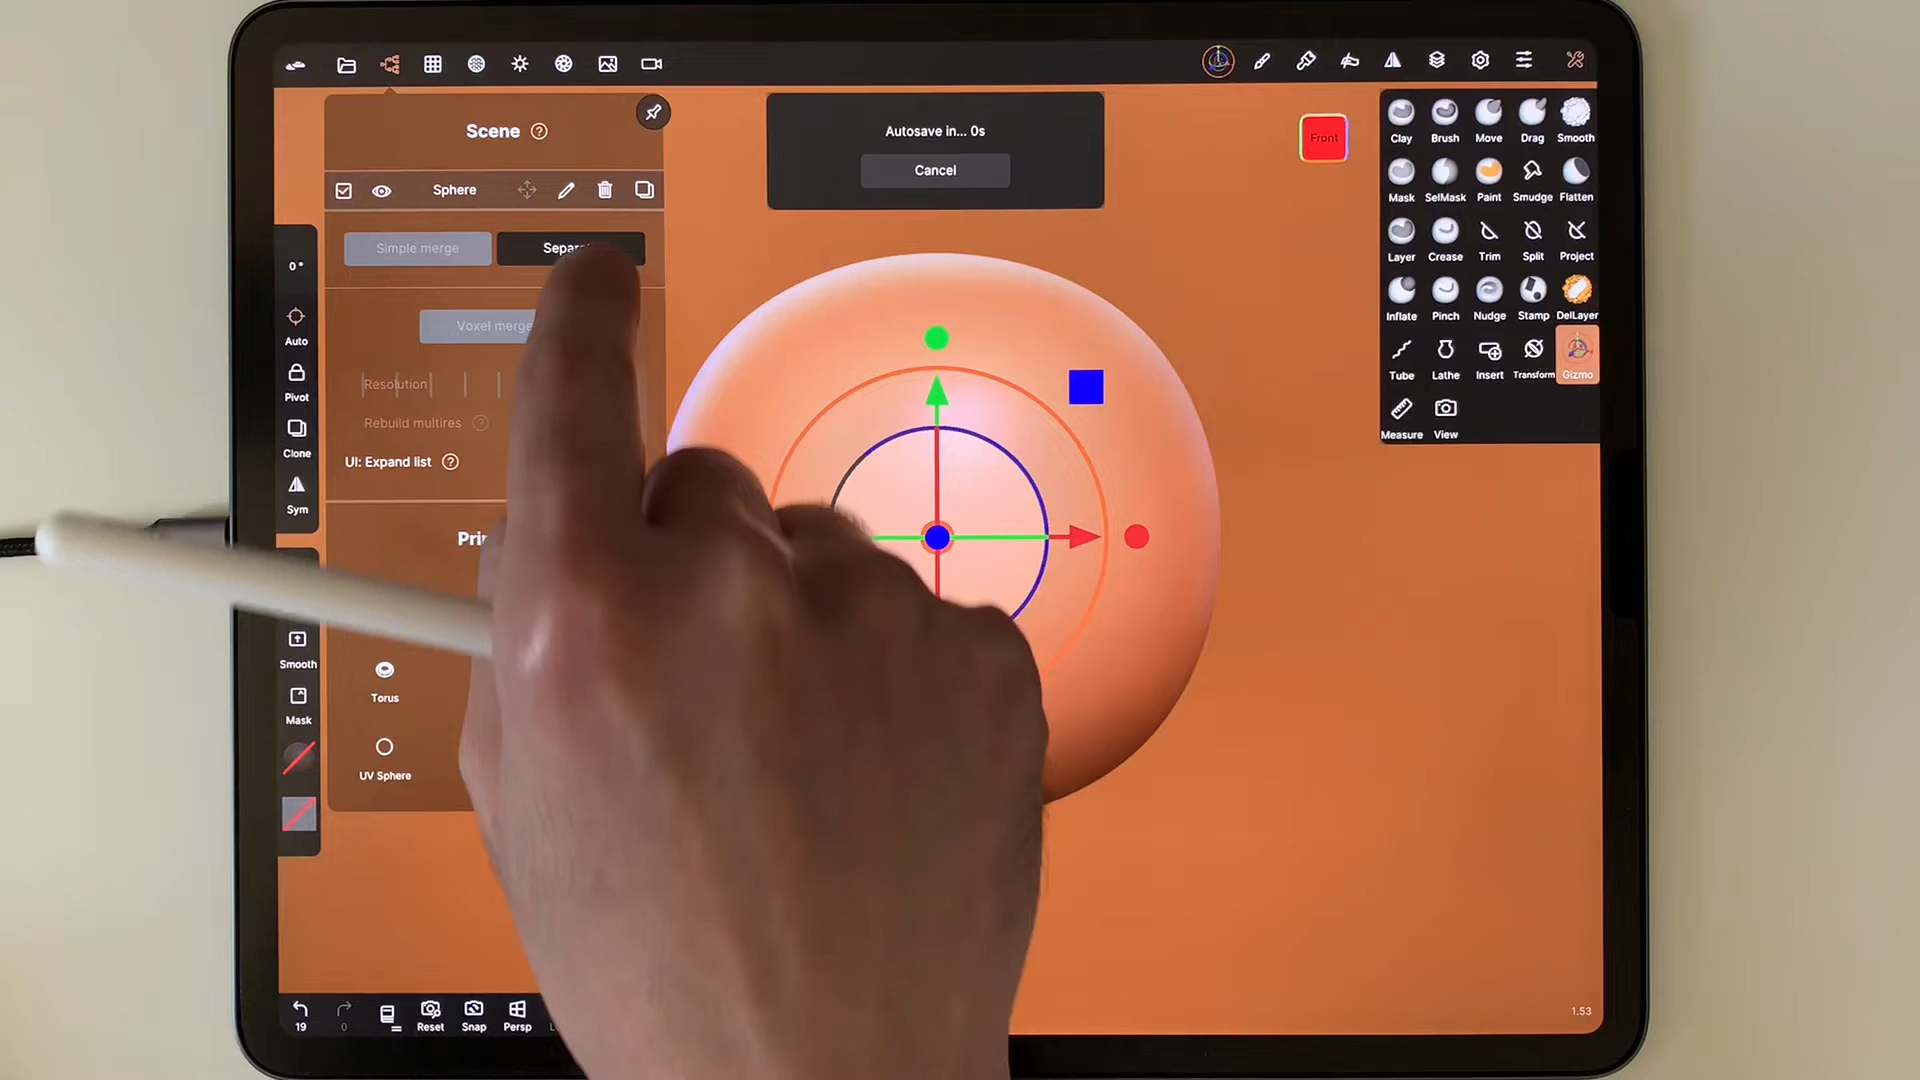 Scene ?
Autosave in... 0s
Cancel
Front
Sphere
Simple merge
Voxel merge
Resolution
Rebuild multires ?
UI: Expand list ?
Torus
UV Sphere
0°
Auto
Pivot
Clone
Sym
Smooth
Mask
Clay Brush Move Drag Smooth
Mask SelMask Paint Smudge Flatten
Layer Crease Trim Split Project
Inflate Pinch Nudge Stamp DelLayer
Tube Lathe Insert Transform Gizmo
Measure View
19 0 Reset Snap Persp
1.53